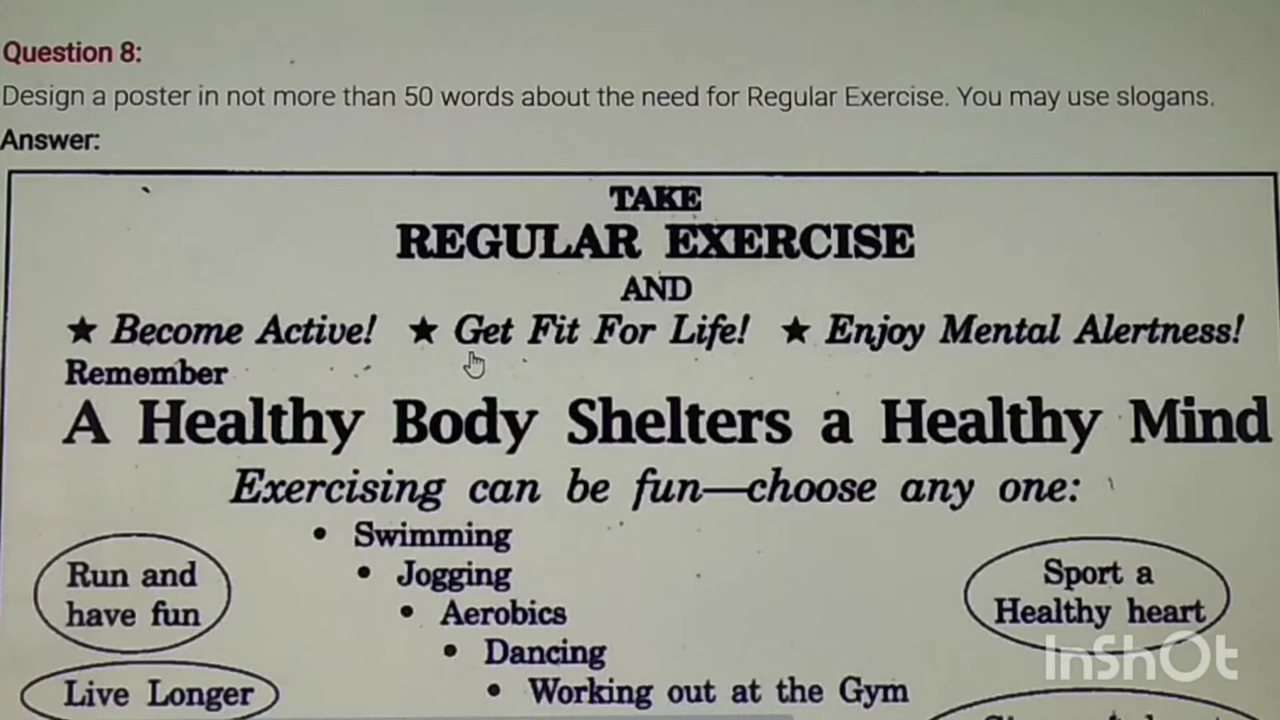 Question 8:
Design a poster in not more than 50 words about the need for Regular Exercise. You may use slogans.
Answer:
TAKE
REGULAR EXERCISE
AND
★ Become Active! ★ Get Fit For Life! ★ Enjoy Mental Alertness!
Remember
A Healthy Body Shelters a Healthy Mind
Exercising can be fun—choose any one:
• Swimming
• Jogging
• Aerobics
• Dancing
• Working out at the Gym
Run and
have fun
Live Longer
Sport a
Healthy heart
InShOt